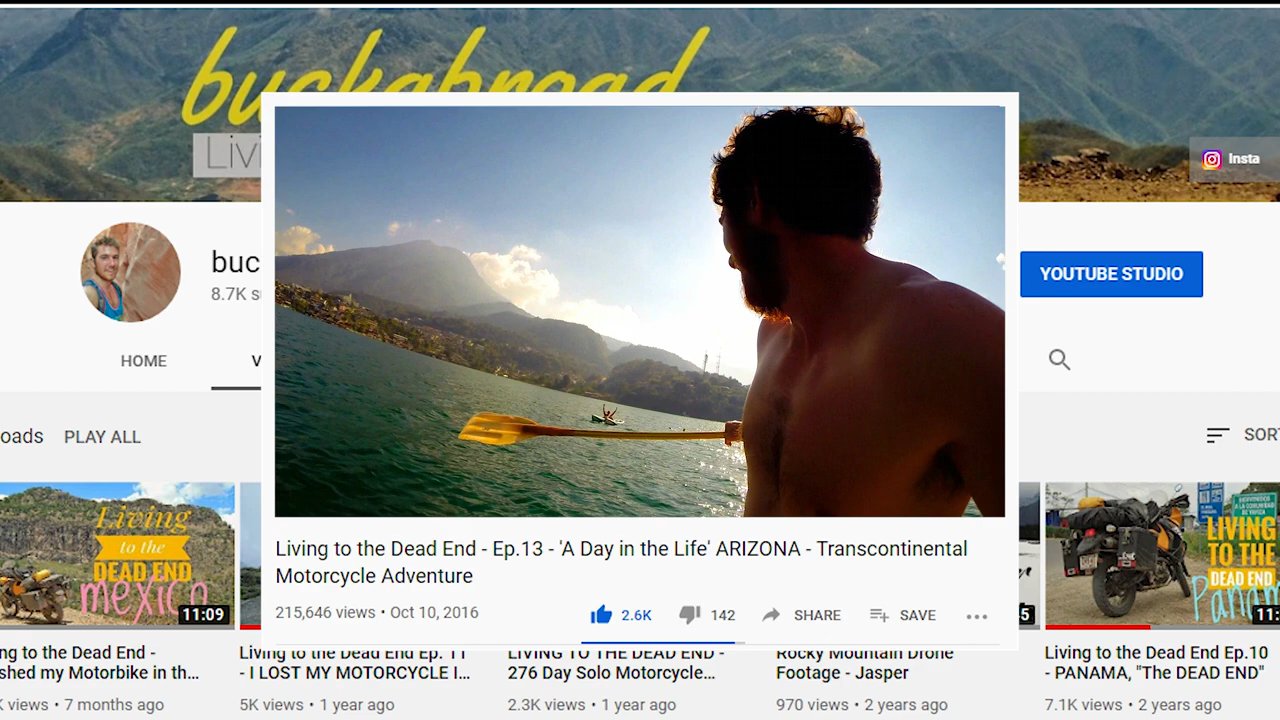 buckabroad
Insta
YOUTUBE STUDIO
8.7K
HOME
PLAY ALL
Living
to the
DEAD END
mexico
11:09
LIVING
TO THE
DEAD END
Living to the Dead End - Ep.13 - 'A Day in the Life' ARIZONA - Transcontinental
Motorcycle Adventure
215,646 views • Oct 10, 2016
2.6K 142 SHARE SAVE
ng to the Dead End -
shed my Motorbike in th...
K views • 7 months ago
Living to the Dead End Ep. 11
- I LOST MY MOTORCYCLE I...
5K views • 1 year ago
LIVING TO THE DEAD END -
276 Day Solo Motorcycle...
2.3K views • 1 year ago
Rocky Mountain Drone
Footage - Jasper
970 views • 2 years ago
Living to the Dead End Ep.10
- PANAMA, "The DEAD END"
7.1K views • 2 years ago